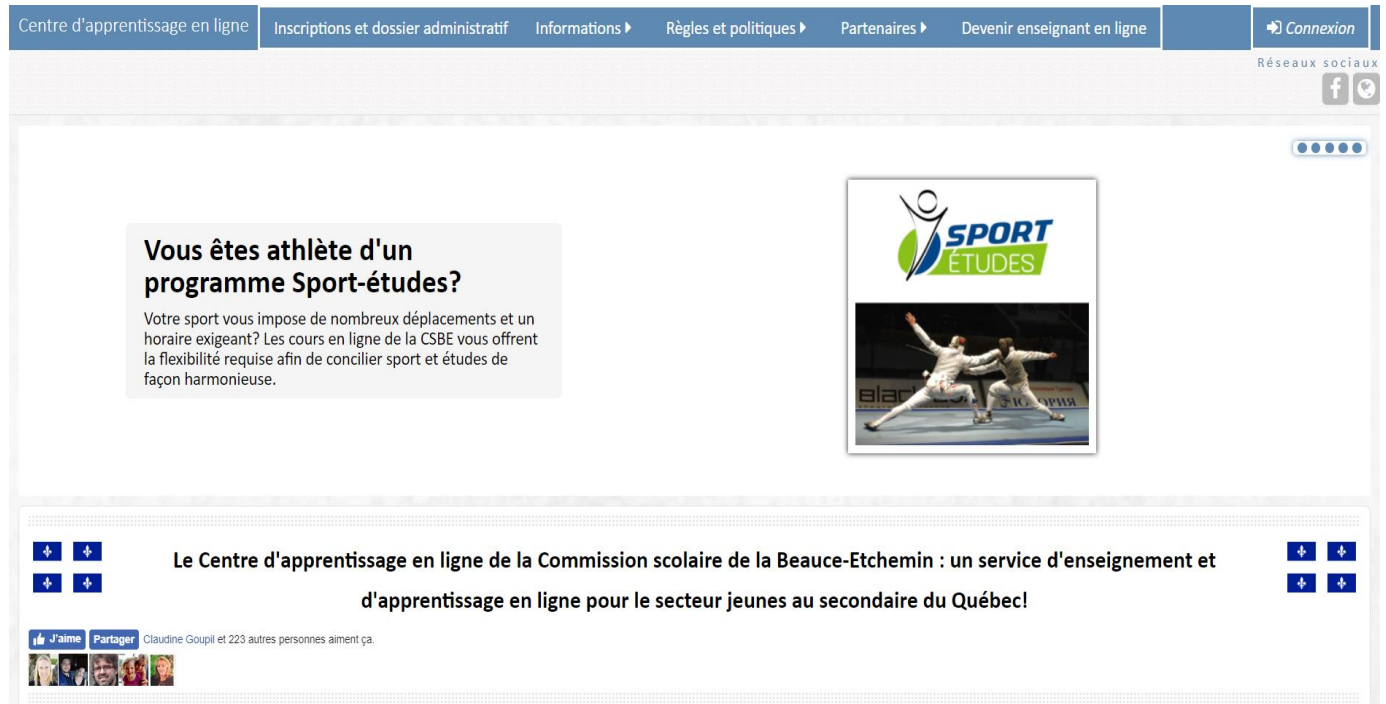 Centre d'apprentissage en ligne
Inscriptions et dossier administratif
Informations
Règles et politiques
Partenaires
Devenir enseignant en ligne
Connexion
Réseaux sociaux
Vous êtes athlète d'un
programme Sport-études?
Votre sport vous impose de nombreux déplacements et un
horaire exigeant? Les cours en ligne de la CSBE vous offrent
la flexibilité requise afin de concilier sport et études de
façon harmonieuse.
SPORT
ÉTUDES
Le Centre d'apprentissage en ligne de la Commission scolaire de la Beauce-Etchemin : un service d'enseignement et
d'apprentissage en ligne pour le secteur jeunes au secondaire du Québec!
J'aime Partager Claudine Goupil et 223 autres personnes aiment ça.